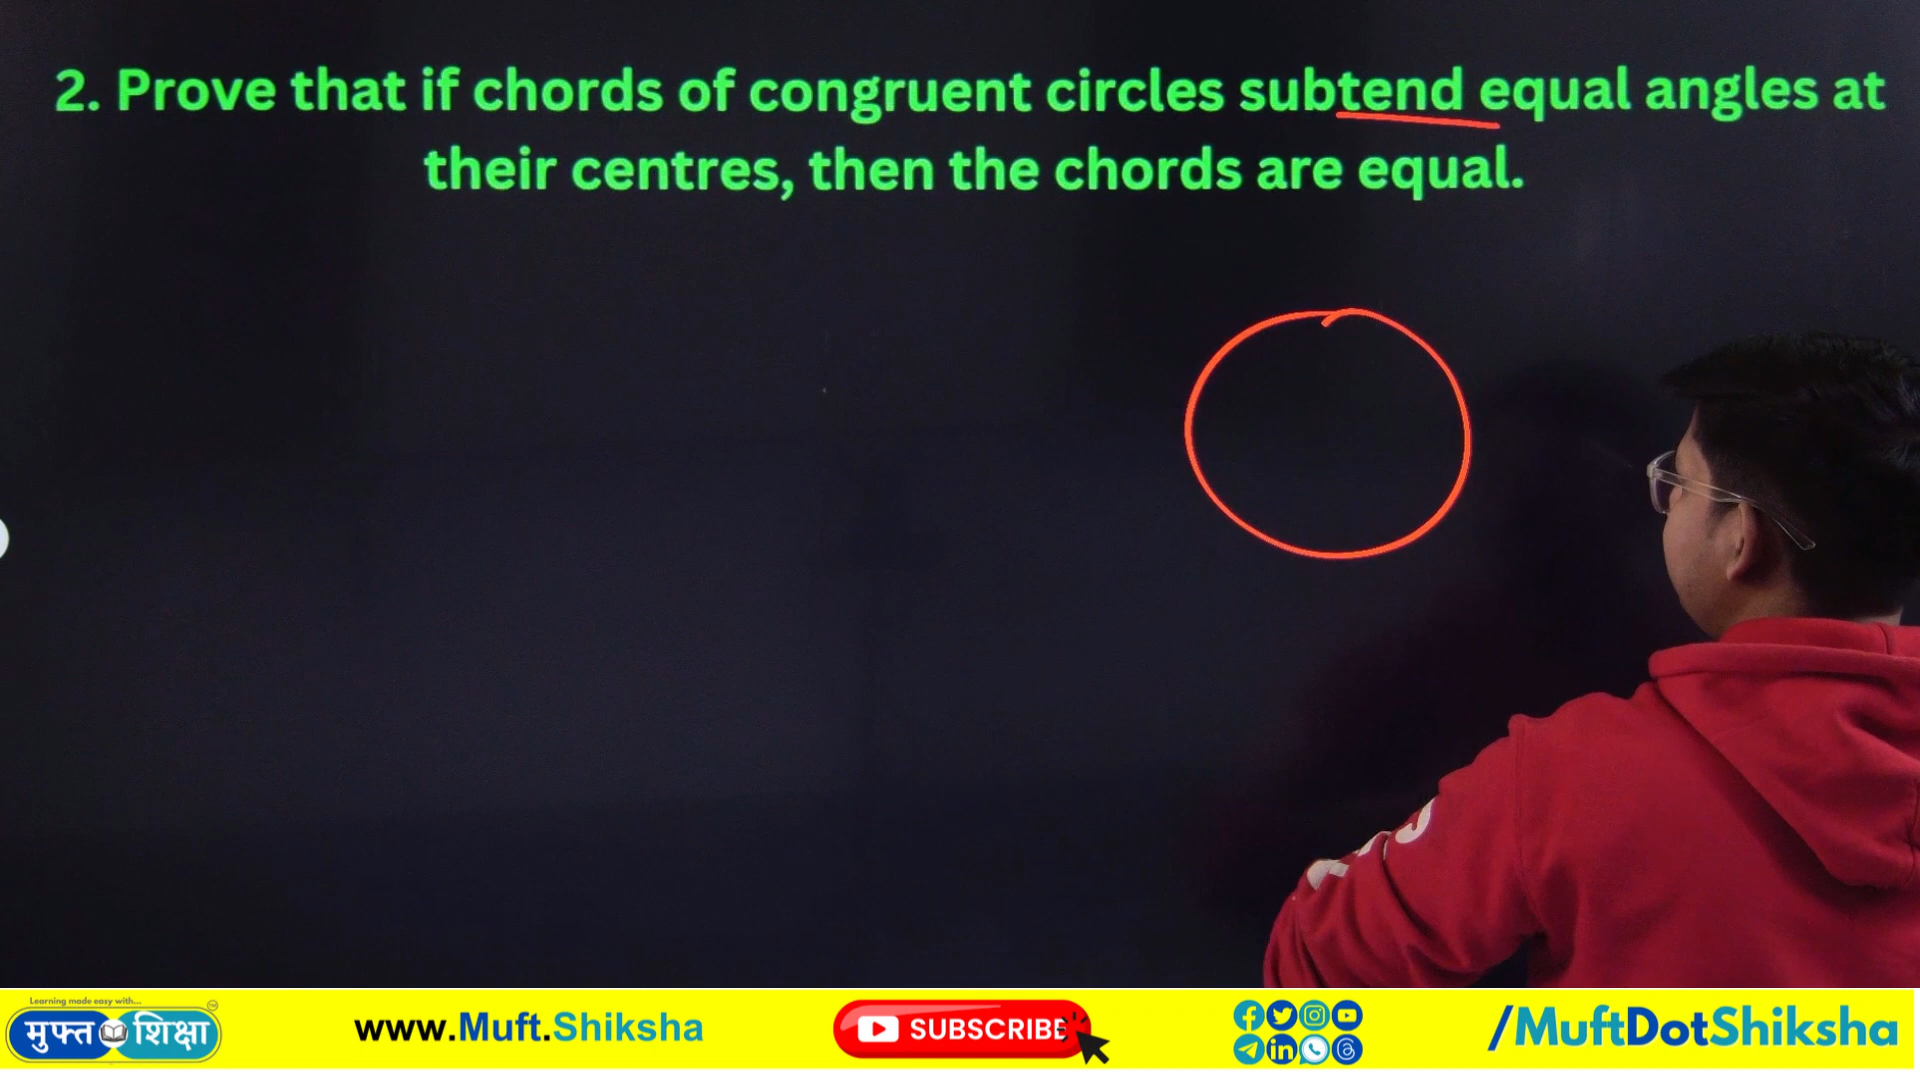 2. Prove that if chords of congruent circles subtend equal angles at
their centres, then the chords are equal.
Learning made easy with...
मुफ्त शिक्षा
www.Muft.Shiksha
SUBSCRIBE
/MuftDotShiksha